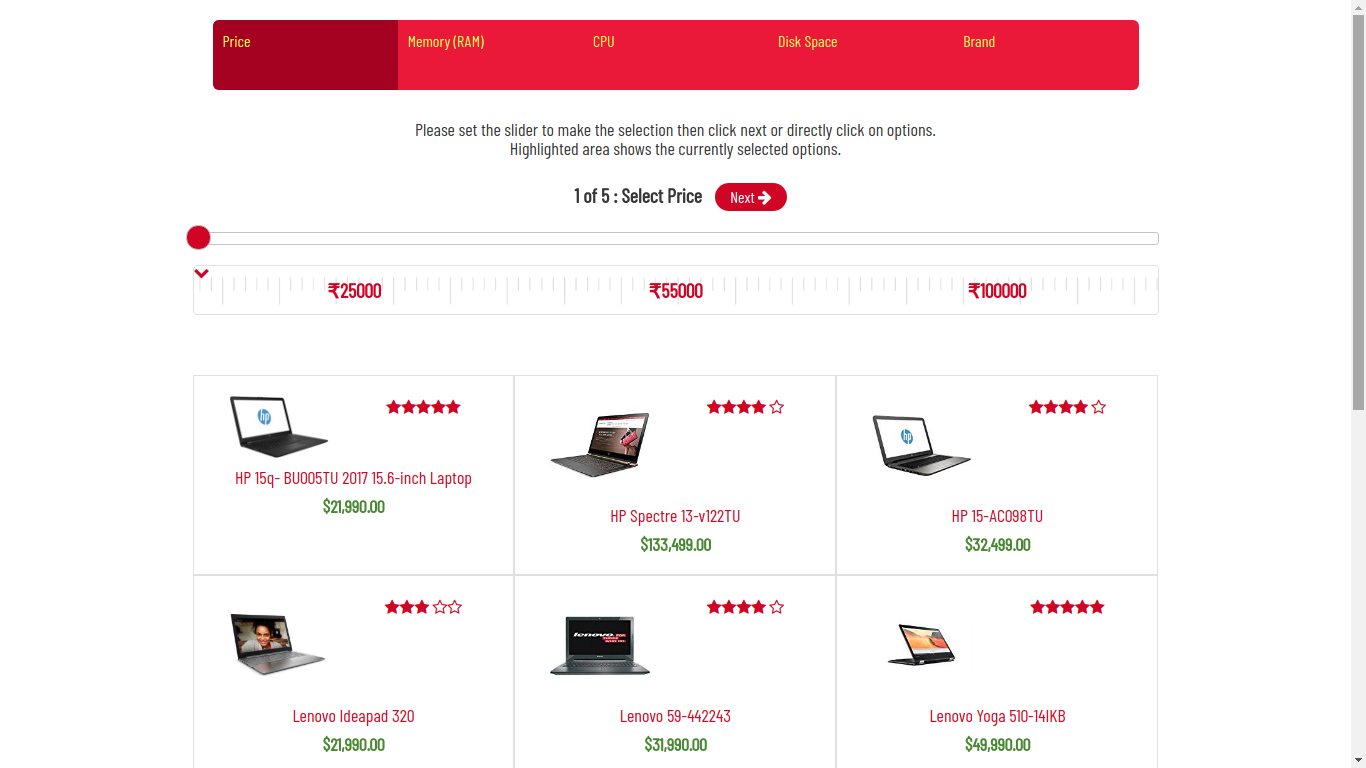 Price
Memory (RAM)
CPU
Disk Space
Brand
Please set the slider to make the selection then click next or directly click on options.
Highlighted area shows the currently selected options.
1 of 5 : Select Price
Next
₹25000
₹55000
₹100000
hp
HP 15q- BU005TU 2017 15.6-inch Laptop
$21,990.00
HP Spectre 13-v122TU
$133,499.00
hp
HP 15-AC098TU
$32,499.00
Lenovo Ideapad 320
$21,990.00
lenovo
Lenovo 59-442243
$31,990.00
Lenovo Yoga 510-14IKB
$49,990.00